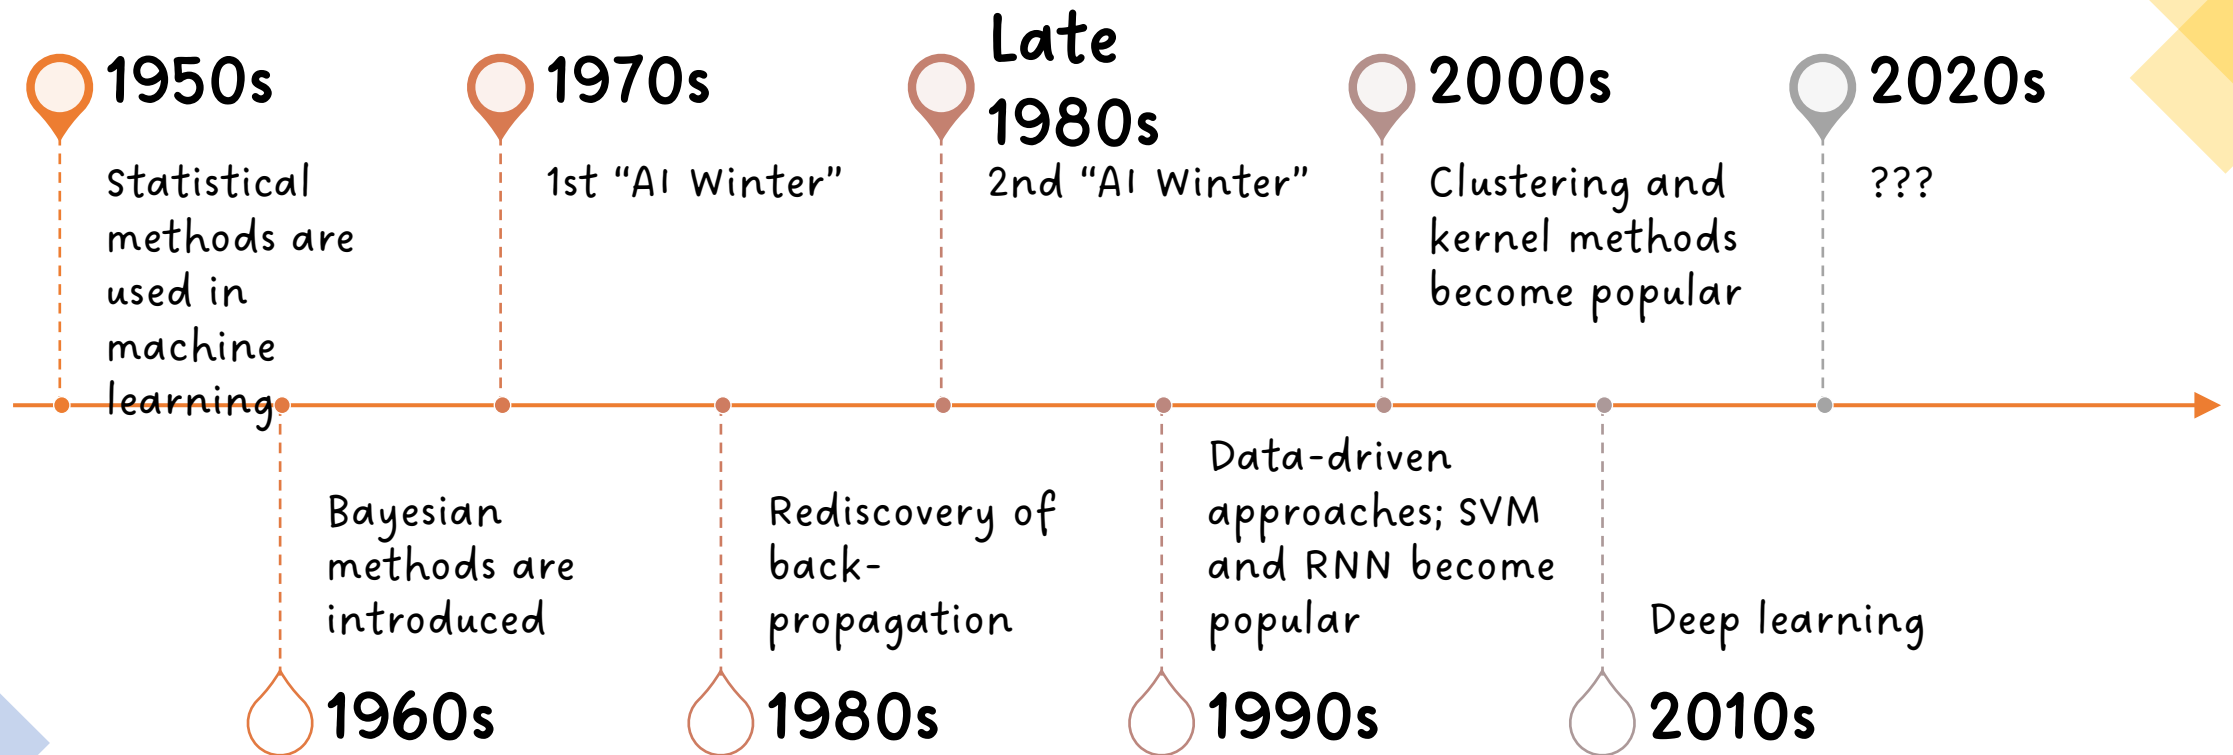 1950s
Statistical
methods are
used in
machine
learning
1970s
1st “AI Winter”
Late
1980s
2nd “AI Winter”
2000s
Clustering and
kernel methods
become popular
2020s
???
Bayesian
methods are
introduced
1960s
Rediscovery of
back-
propagation
1980s
Data-driven
approaches; SVM
and RNN become
popular
1990s
Deep learning
2010s